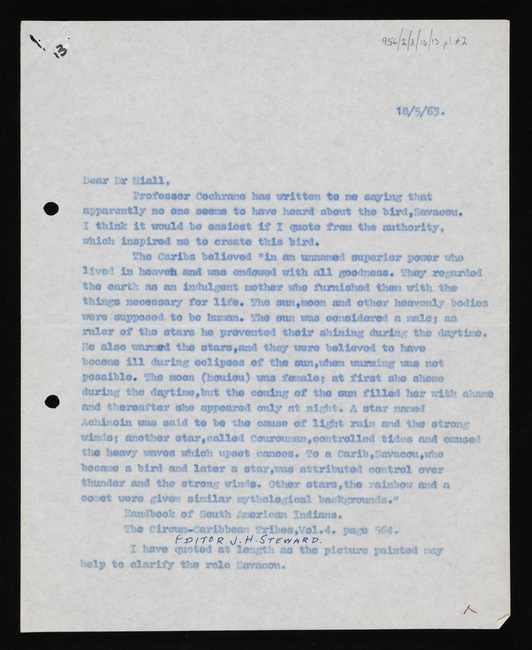 13
956/2/2/16/13 p1 of 2
18/5/63.
Dear Dr Niall,
Professor Cochrane has written to me saying that
apparently no one seems to have heard about the bird,Savacou.
I think it would be easiest if I quote from the authority,
which inspired me to create this bird.
The Caribs believed "in an unnamed superior power who
lived in heaven and was endowed with all goodness. They regarded
the earth as an indulgent mother who furnished them with the
things necessary for life. The sun,moon and other heavenly bodies
were supposed to be human. The sun was considered a male; as
ruler of the stars he prevented their shining during the daytime.
He also warmed the stars,and they were believed to have
become ill during eclipses of the sun,when warming was not
possible. The moon (nouiou) was female; at first she shone
during the daytime,but the coming of the sun filled her with shame
and thereafter she appeared only at night. A star named
Achinoin was said to be the cause of light rain and the strong
winds; another star,called Couroumon,controlled tides and caused
the heavy waves which upset canoes. To a Carib,Savacou,who
became a bird and later a star,was attributed control over
thunder and the strong winds. Other stars,the rainbow and a
comet were given similar mythological backgrounds."
Handbook of South American Indians.
The Circum-Caribbean Tribes,Vol.4. page 564.
EDITOR J.H.STEWARD.
I have quoted at length as the picture painted may
help to clarify the role Savacou.